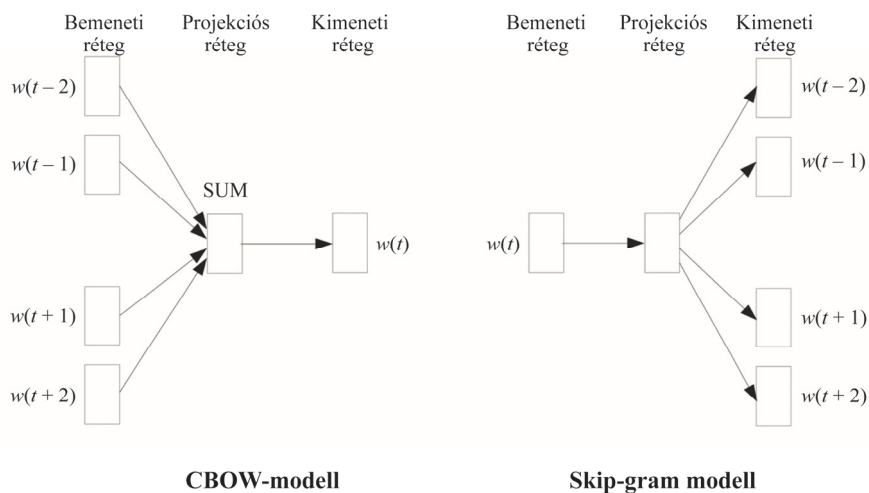 Bemeneti
réteg
Projekciós
réteg
Kimeneti
réteg
w(t – 2)
w(t – 1)
SUM
w(t)
w(t + 1)
w(t + 2)
CBOW-modell
Bemeneti
réteg
Projekciós
réteg
Kimeneti
réteg
w(t – 2)
w(t – 1)
w(t)
w(t + 1)
w(t + 2)
Skip-gram modell